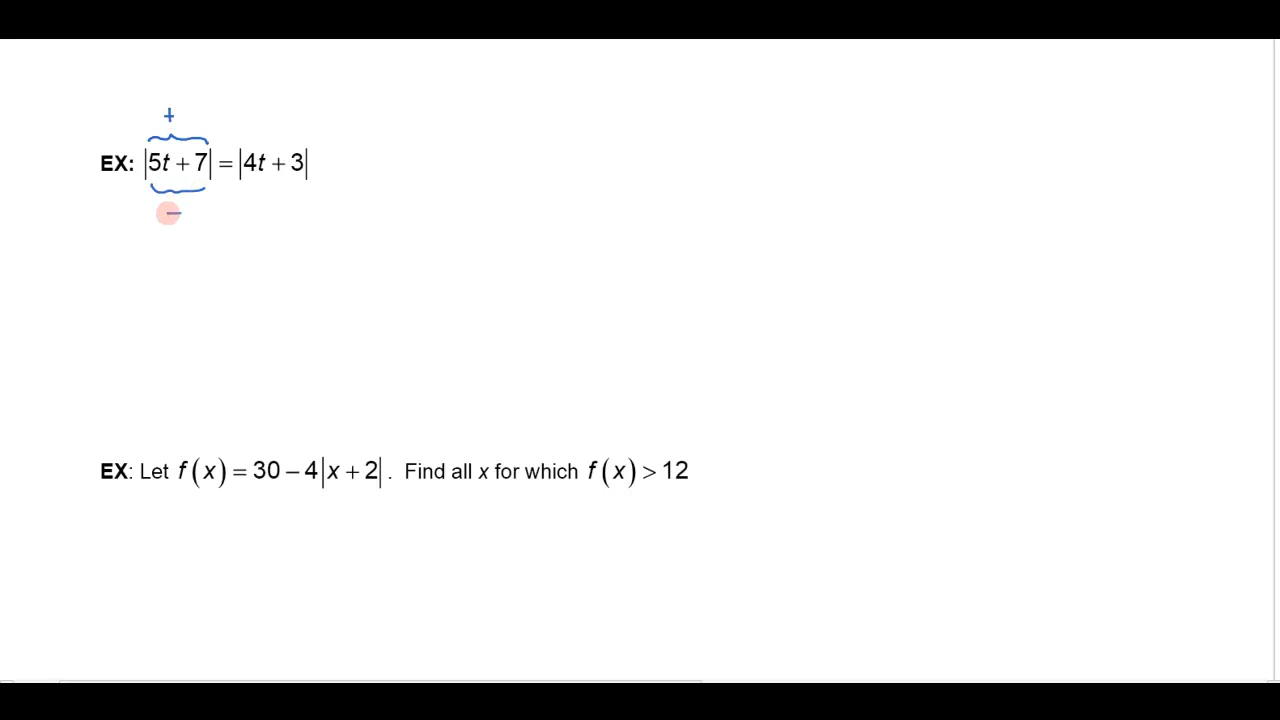 +
EX: |5t + 7| = |4t + 3|
−
EX: Let f(x) = 30 − 4|x + 2|. Find all x for which f(x) > 12